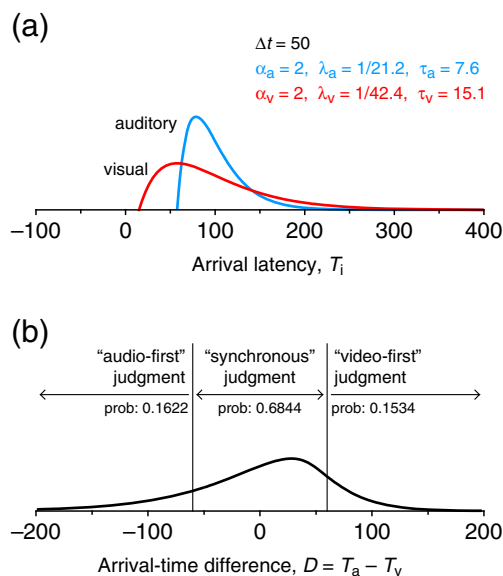 (a)
Δt = 50
αa = 2, λa = 1/21.2, τa = 7.6
αv = 2, λv = 1/42.4, τv = 15.1
auditory
visual
−100 0 100 200 300 400
Arrival latency, Ti
(b)
“audio-first” “synchronous” “video-first”
judgment judgment judgment
prob: 0.1622 prob: 0.6844 prob: 0.1534
−200 −100 0 100 200
Arrival-time difference, D = Ta − Tv